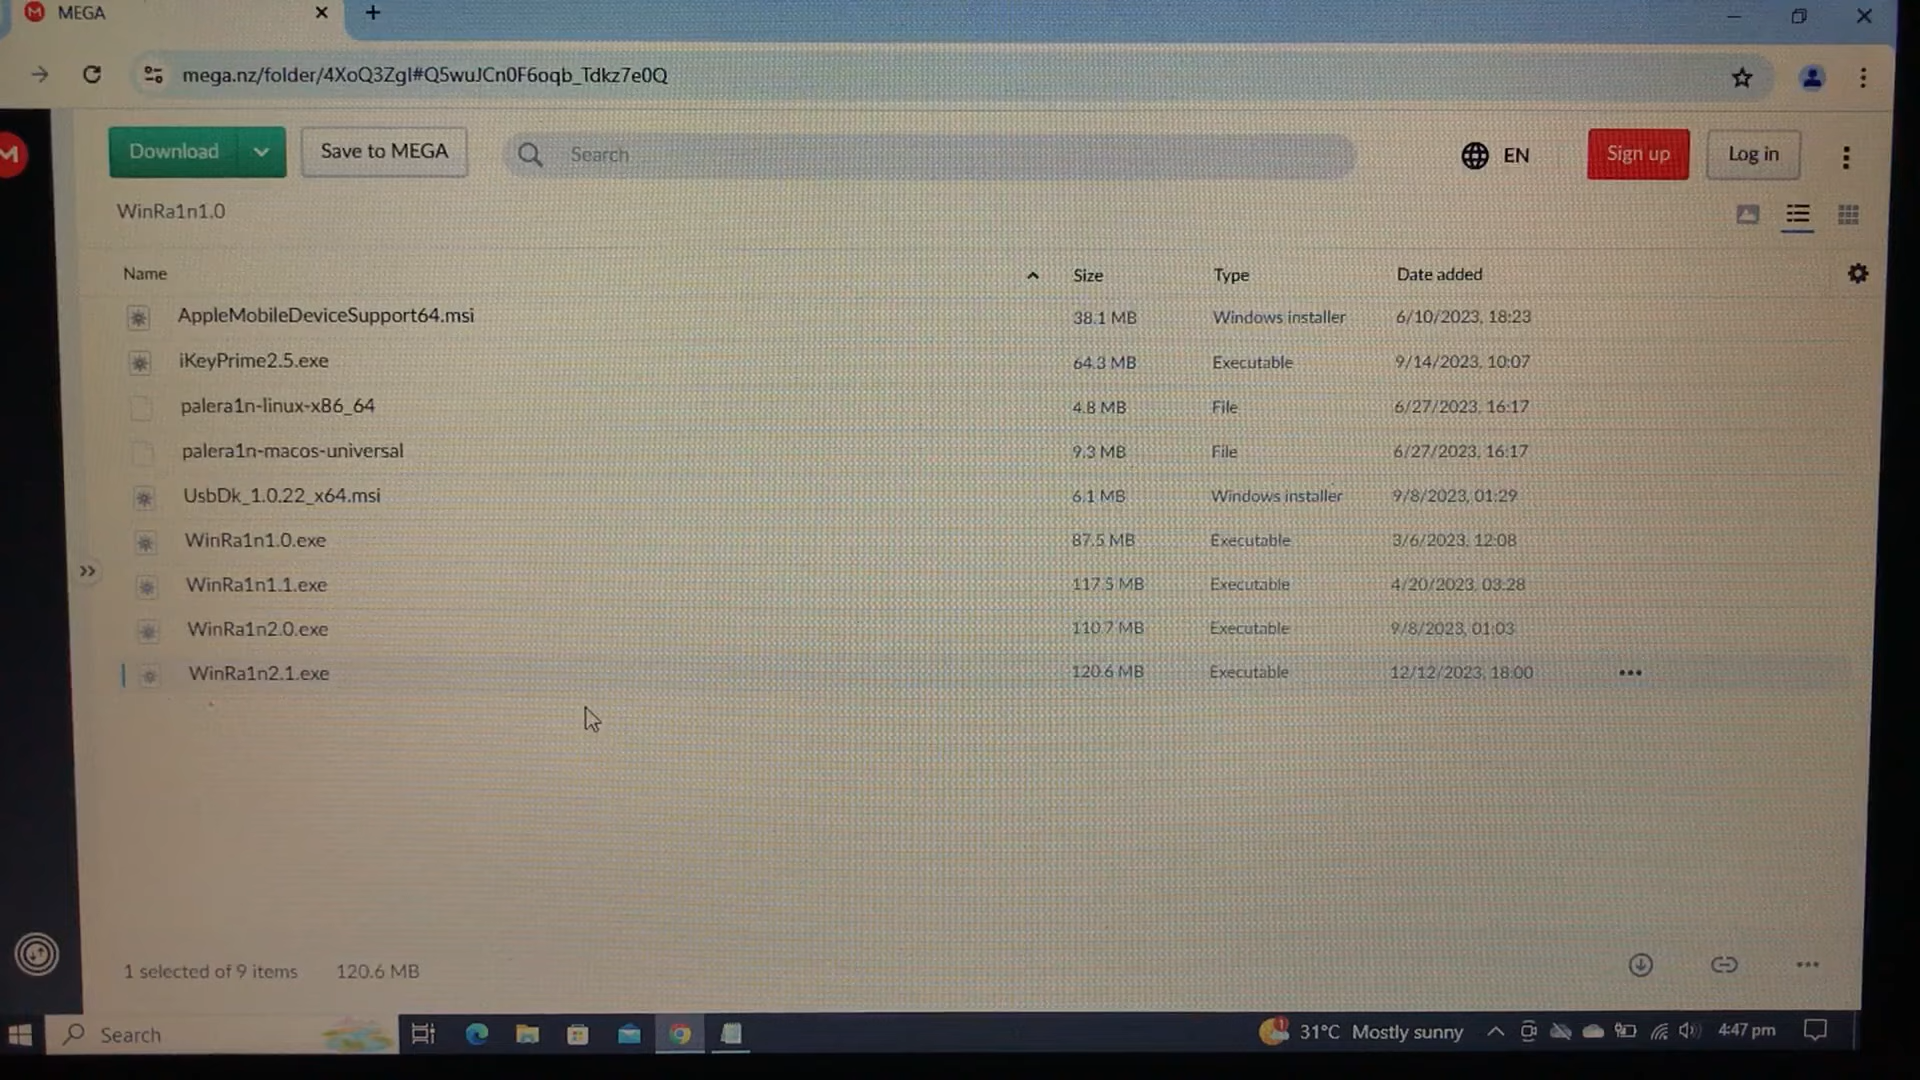 MEGA
mega.nz/folder/4XoQ3ZgI#Q5wuJCn0F6oqb_Tdkz7e0Q
Download
Save to MEGA
Search
EN
Sign up
Log in
WinRa1n1.0
Name Size Type Date added
AppleMobileDeviceSupport64.msi 38.1 MB Windows installer 6/10/2023, 18:23
iKeyPrime2.5.exe 64.3 MB Executable 9/14/2023, 10:07
palera1n-linux-x86_64 4.8 MB File 6/27/2023, 16:17
palera1n-macos-universal 9.3 MB File 6/27/2023, 16:17
UsbDk_1.0.22_x64.msi 6.1 MB Windows installer 9/8/2023, 01:29
WinRa1n1.0.exe 87.5 MB Executable 3/6/2023, 12:08
WinRa1n1.1.exe 117.5 MB Executable 4/20/2023, 03:28
WinRa1n2.0.exe 110.7 MB Executable 9/8/2023, 01:03
WinRa1n2.1.exe 120.6 MB Executable 12/12/2023, 18:00
1 selected of 9 items 120.6 MB
Search
1
31°C Mostly sunny
4:47 pm